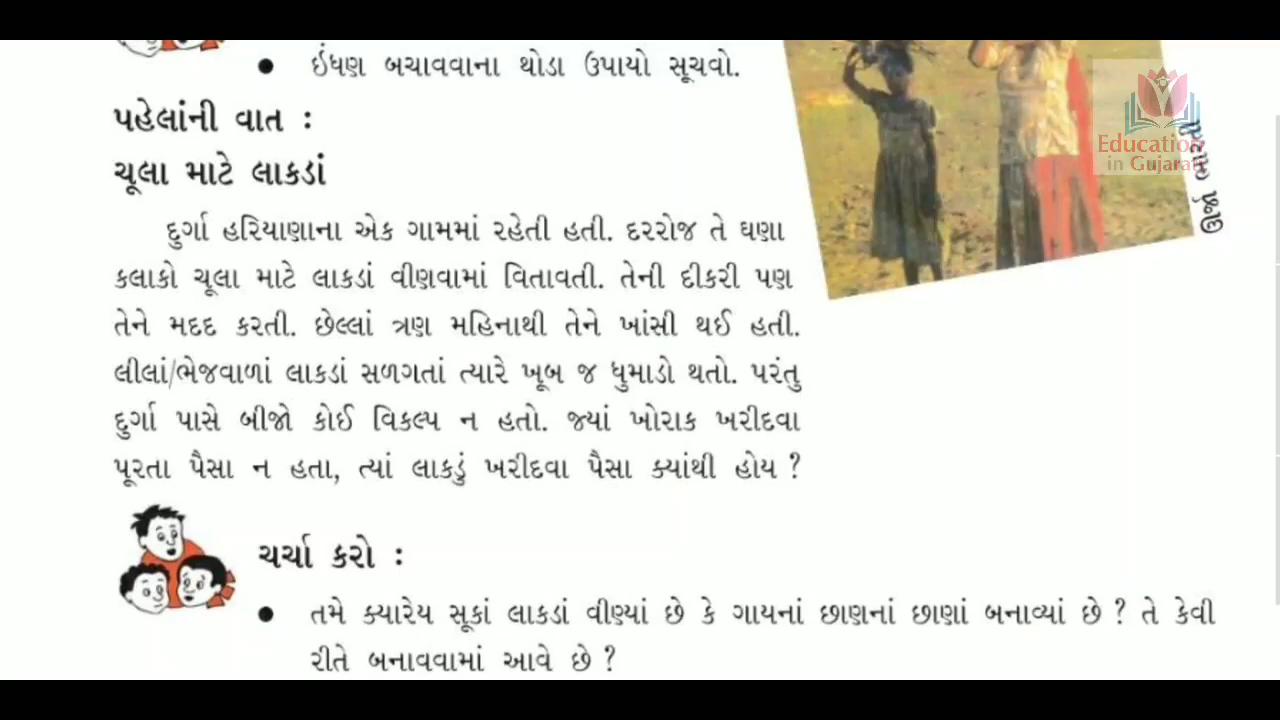 ઇંધણ બચાવવાના થોડા ઉપાયો સૂચવો.
પહેલાંની વાત :
ચૂલા માટે લાકડાં
દુર્ગા હરિયાણાના એક ગામમાં રહેતી હતી. દરરોજ તે ઘણા
કલાકો ચૂલા માટે લાકડાં વીણવામાં વિતાવતી. તેની દીકરી પણ
તેને મદદ કરતી. છેલ્લાં ત્રણ મહિનાથી તેને ખાંસી થઈ હતી.
લીલાં/ભેજવાળાં લાકડાં સળગતાં ત્યારે ખૂબ જ ધુમાડો થતો. પરંતુ
દુર્ગા પાસે બીજો કોઈ વિકલ્પ ન હતો. જ્યાં ખોરાક ખરીદવા
પૂરતા પૈસા ન હતા, ત્યાં લાકડું ખરીદવા પૈસા ક્યાંથી હોય ?
ચર્ચા કરો :
તમે ક્યારેય સૂકાં લાકડાં વીણ્યાં છે કે ગાયનાં છાણનાં છાણાં બનાવ્યાં છે ? તે કેવી
રીતે બનાવવામાં આવે છે ?
Education
in Gujarat